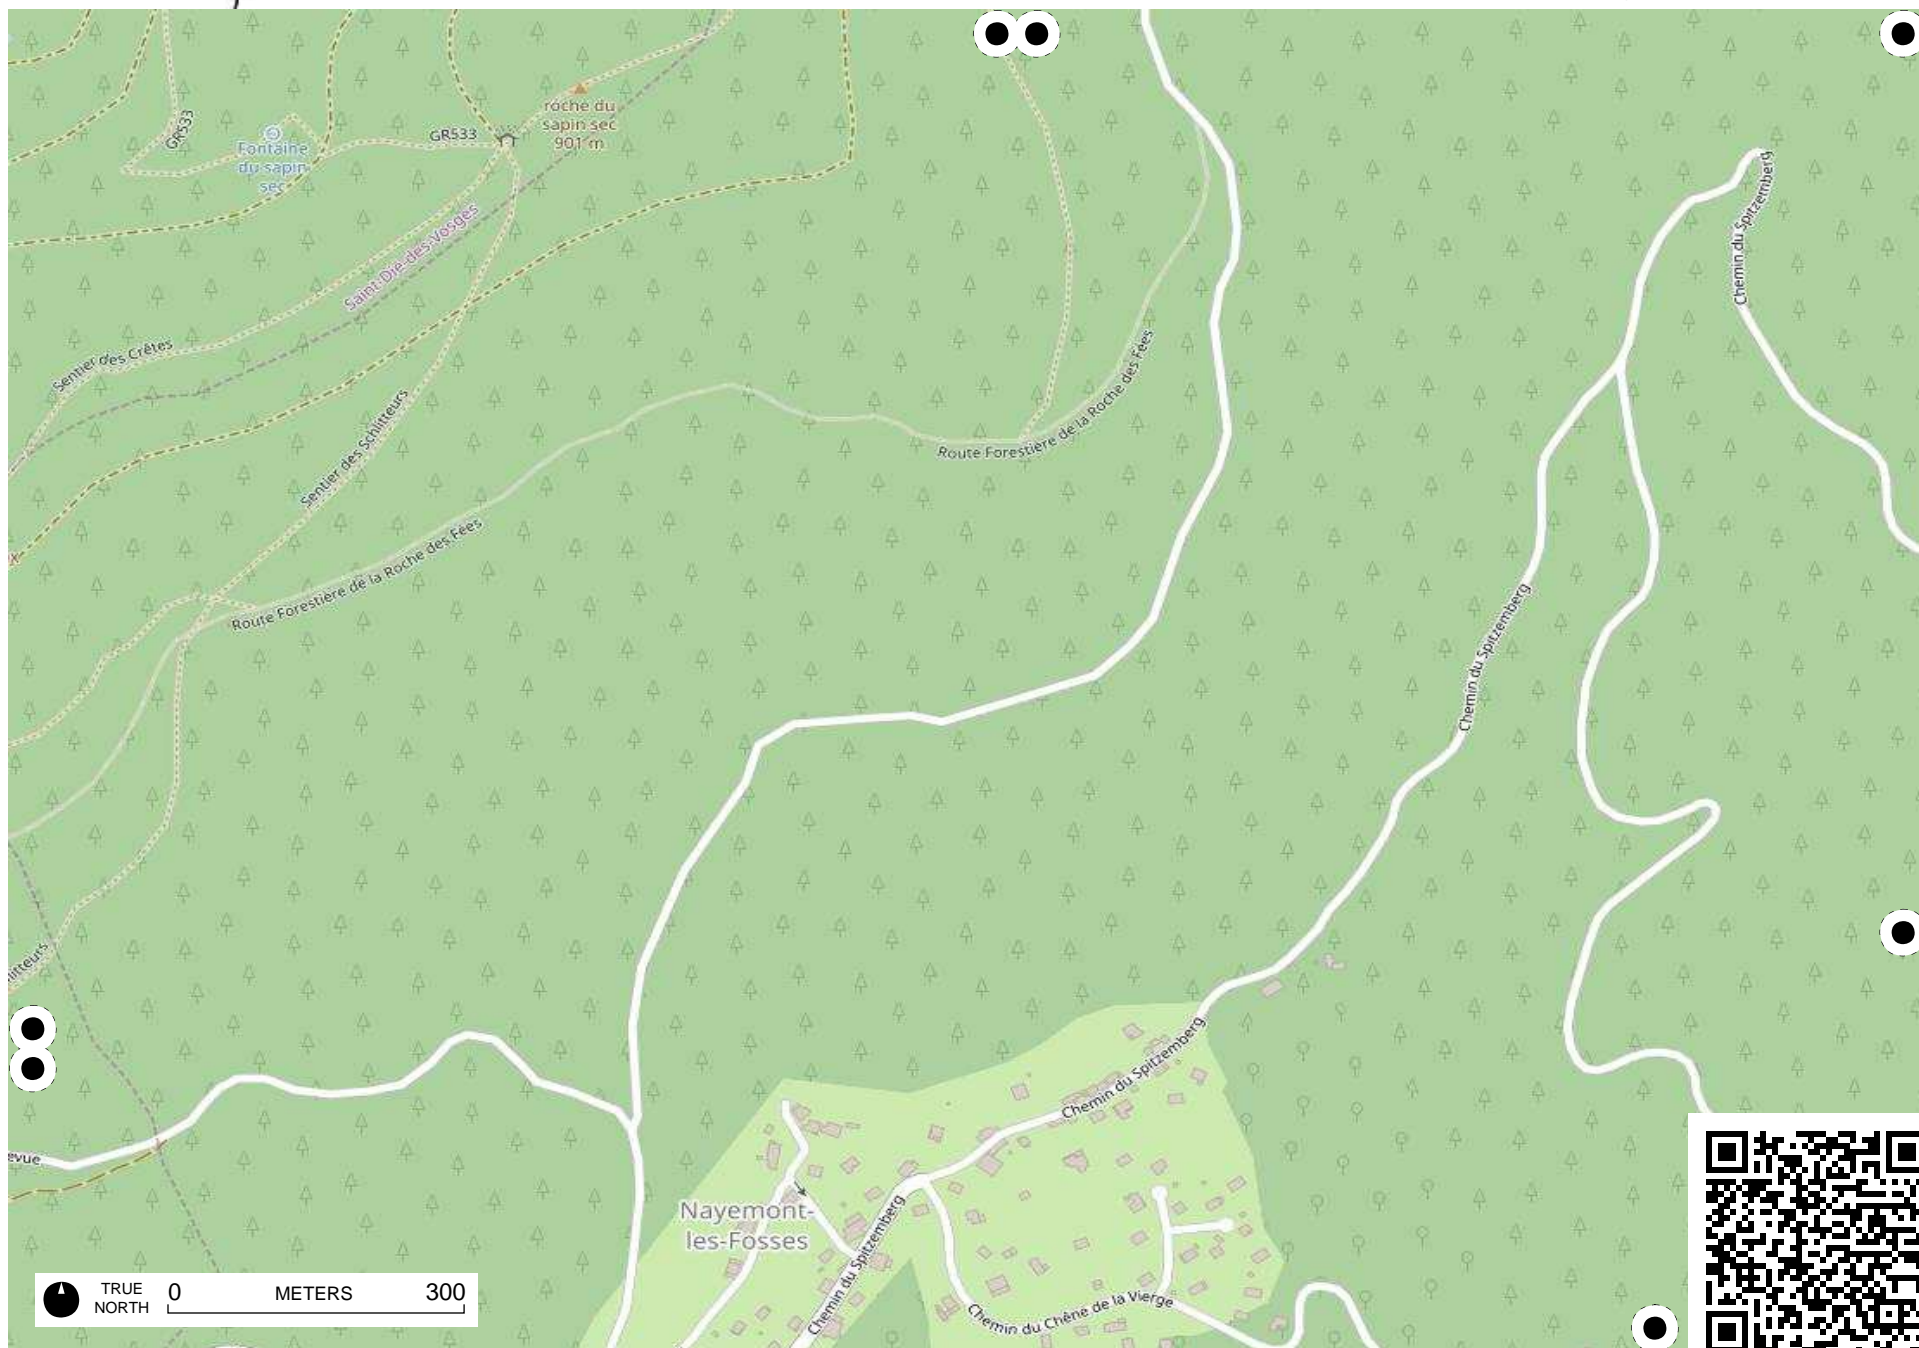 GR533
GR533
roche du
sapin sec
901 m
Fontaine
du sapin
sec
Saint-Dié-des-Vosges
Chemin du Spitzemberg
Sentier des Crêtes
Sentier des Schlitteurs
Route Forestière de la Roche des Fées
Route Forestière de la Roche des Fées
Chemin du Spitzemberg
litteurs
Chemin du Spitzemberg
evue
Nayemont-
les-Fosses
Chemin du Spitzemberg
Chemin du Chêne de la Vierge
TRUE
NORTH
0 METERS 300